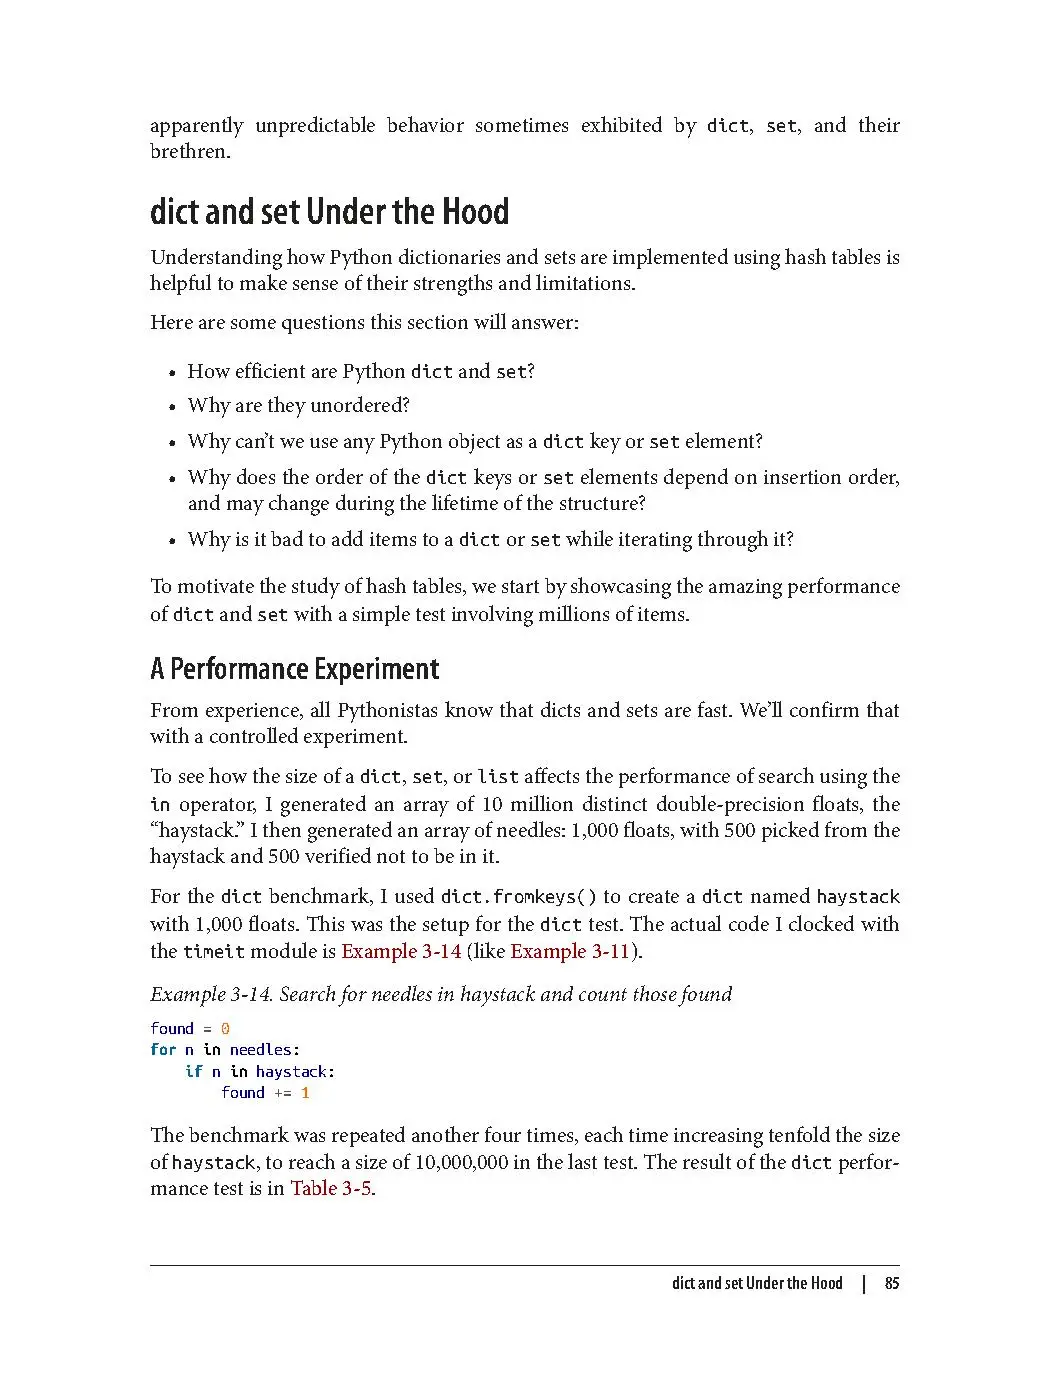 apparently unpredictable behavior sometimes exhibited by dict, set, and their
brethren.
dict and set Under the Hood
Understanding how Python dictionaries and sets are implemented using hash tables is
helpful to make sense of their strengths and limitations.
Here are some questions this section will answer:
• How efficient are Python dict and set?
• Why are they unordered?
• Why can’t we use any Python object as a dict key or set element?
• Why does the order of the dict keys or set elements depend on insertion order,
and may change during the lifetime of the structure?
• Why is it bad to add items to a dict or set while iterating through it?
To motivate the study of hash tables, we start by showcasing the amazing performance
of dict and set with a simple test involving millions of items.
A Performance Experiment
From experience, all Pythonistas know that dicts and sets are fast. We’ll confirm that
with a controlled experiment.
To see how the size of a dict, set, or list affects the performance of search using the
in operator, I generated an array of 10 million distinct double-precision floats, the
“haystack.” I then generated an array of needles: 1,000 floats, with 500 picked from the
haystack and 500 verified not to be in it.
For the dict benchmark, I used dict.fromkeys() to create a dict named haystack
with 1,000 floats. This was the setup for the dict test. The actual code I clocked with
the timeit module is Example 3-14 (like Example 3-11).
Example 3-14. Search for needles in haystack and count those found
found = 0
for n in needles:
    if n in haystack:
        found += 1
The benchmark was repeated another four times, each time increasing tenfold the size
of haystack, to reach a size of 10,000,000 in the last test. The result of the dict perfor-
mance test is in Table 3-5.
dict and set Under the Hood | 85